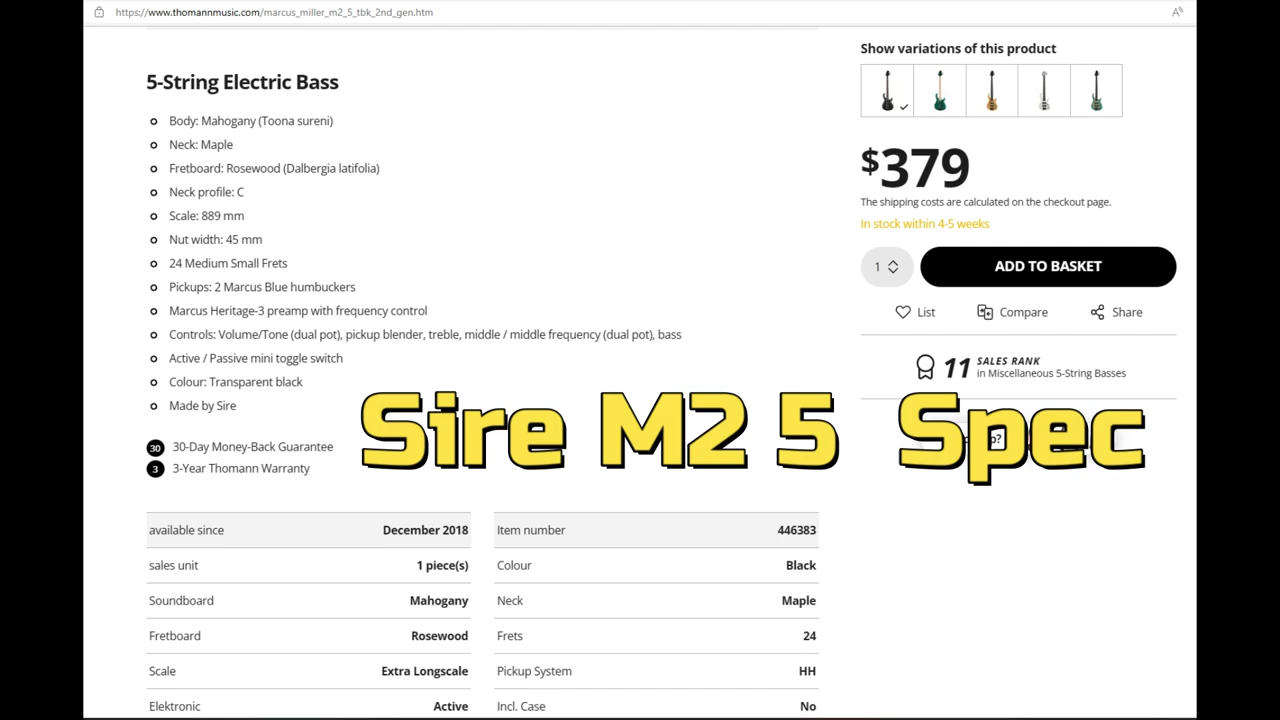 https://www.thomannmusic.com/marcus_miller_m2_5_tbk_2nd_gen.htm
A
5-String Electric Bass
Body: Mahogany (Toona sureni)
Neck: Maple
Fretboard: Rosewood (Dalbergia latifolia)
Neck profile: C
Scale: 889 mm
Nut width: 45 mm
24 Medium Small Frets
Pickups: 2 Marcus Blue humbuckers
Marcus Heritage-3 preamp with frequency control
Controls: Volume/Tone (dual pot), pickup blender, treble, middle / middle frequency (dual pot), bass
Active / Passive mini toggle switch
Colour: Transparent black
Made by Sire
30 30-Day Money-Back Guarantee
3 3-Year Thomann Warranty
Show variations of this product
$379
The shipping costs are calculated on the checkout page.
In stock within 4-5 weeks
1 ADD TO BASKET
List Compare Share
11 SALES RANK
in Miscellaneous 5-String Basses
Sire M2 5 Spec
available since December 2018
sales unit 1 piece(s)
Soundboard Mahogany
Fretboard Rosewood
Scale Extra Longscale
Elektronic Active
Item number 446383
Colour Black
Neck Maple
Frets 24
Pickup System HH
Incl. Case No